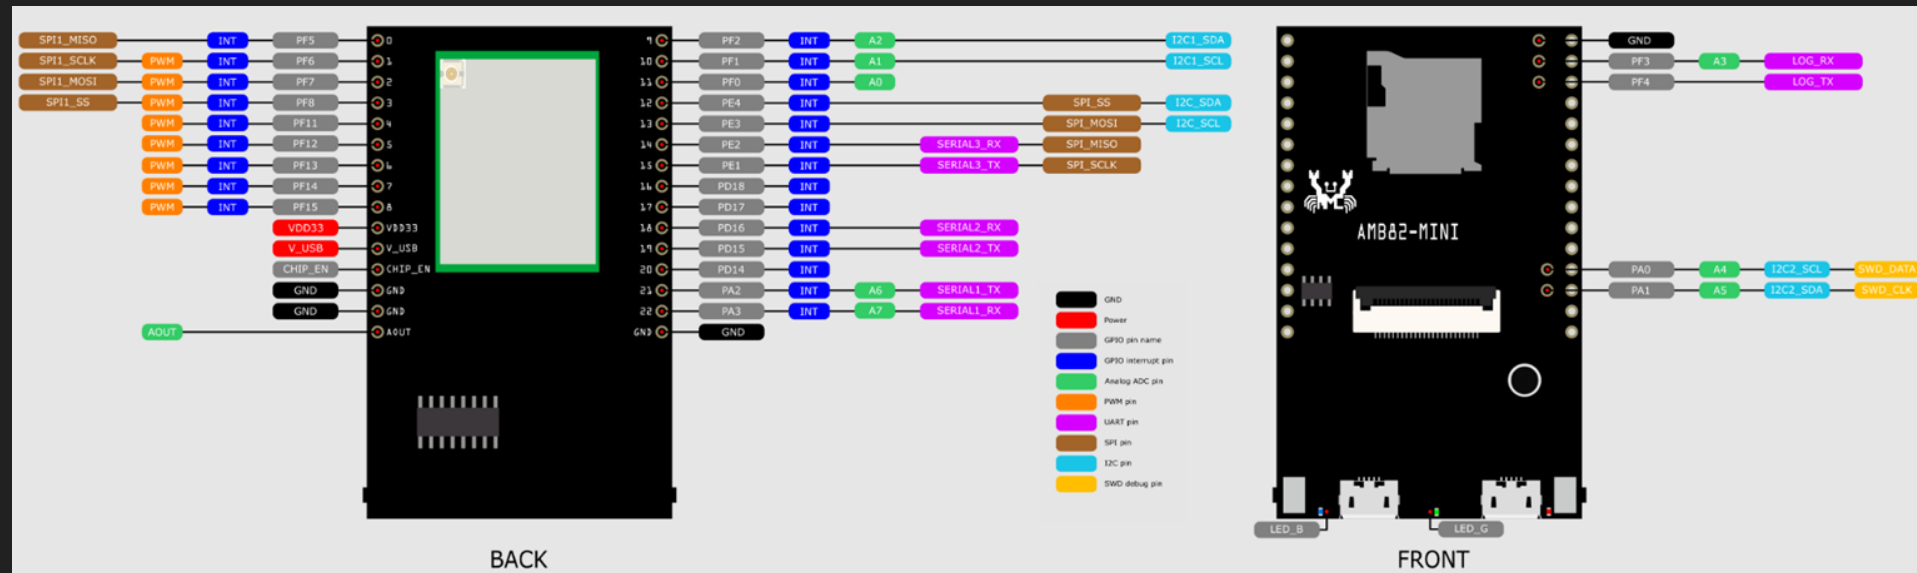 SPI1_MISO INT PF5 0 9 PF2 INT A2 I2C1_SDA GND
SPI1_SCLK PWM INT PF6 1 10 PF1 INT A1 I2C1_SCL PF3 A3 LOG_RX
SPI1_MOSI PWM INT PF7 2 11 PF0 INT A0 PF4 LOG_TX
SPI1_SS PWM INT PF8 3 12 PE4 INT SPI_SS I2C_SDA
PWM INT PF11 4 13 PE3 INT SPI_MOSI I2C_SCL
PWM INT PF12 5 14 PE2 INT SERIAL3_RX SPI_MISO
PWM INT PF13 6 15 PE1 INT SERIAL3_TX SPI_SCLK
PWM INT PF14 7 16 PD18 INT
PWM INT PF15 8 17 PD17 INT
VDD33 VDD33 18 PD16 INT SERIAL2_RX AMB82-MINI
V_USB V_USB 19 PD15 INT SERIAL2_TX
CHIP_EN CHIP_EN 20 PD14 INT PA0 A4 I2C2_SCL SWD_DATA
GND GND 21 PA2 INT A6 SERIAL1_TX PA1 A5 I2C2_SDA SWD_CLK
GND GND 22 PA3 INT A7 SERIAL1_RX
AOUT AOUT GND GND
GND
Power
GPIO pin name
GPIO interrupt pin
Analog ADC pin
PWM pin
UART pin
SPI pin
I2C pin
SWD debug pin
LED_B LED_G
BACK FRONT